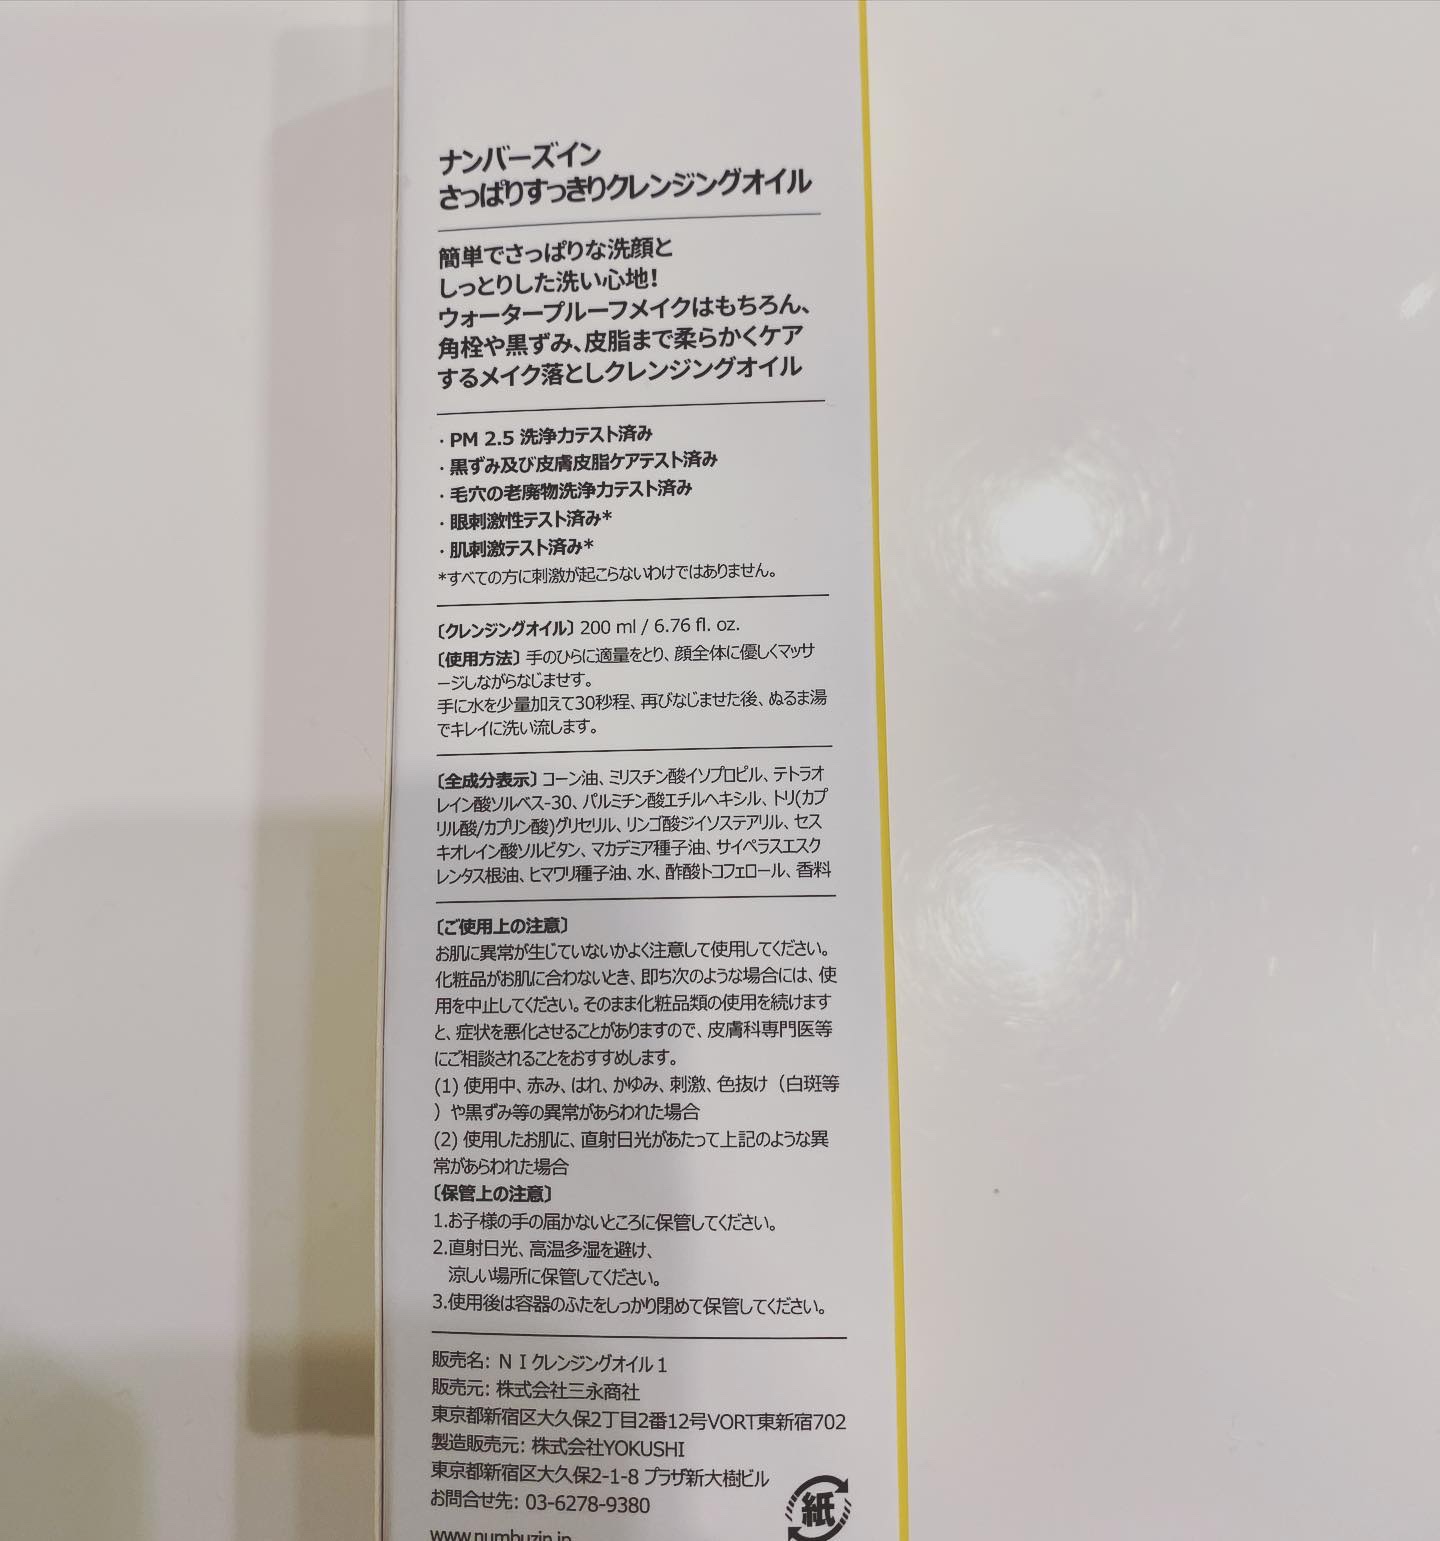 ナンバーズイン
さっぱりすっきりクレンジングオイル
簡単でさっぱりな洗顔と
しっとりした洗い心地!
ウォータープルーフメイクはもちろん、
角栓や黒ずみ、皮脂まで柔らかくケア
するメイク落としクレンジングオイル
・PM 2.5 洗浄力テスト済み
・黒ずみ及び皮膚皮脂ケアテスト済み
・毛穴の老廃物洗浄力テスト済み
・眼刺激性テスト済み*
・肌刺激テスト済み*
*すべての方に刺激が起こらないわけではありません。
〔クレンジングオイル〕200 ml / 6.76 fl. oz.
〔使用方法〕手のひらに適量をとり、顔全体に優しくマッサ
ージしながらなじませす。
手に水を少量加えて30秒程、再びなじませた後、ぬるま湯
でキレイに洗い流します。
〔全成分表示〕コーン油、ミリスチン酸イソプロピル、テトラオ
レイン酸ソルベス-30、パルミチン酸エチルヘキシル、トリ(カプ
リル酸/カプリン酸)グリセリル、リンゴ酸ジイソステアリル、セス
キオレイン酸ソルビタン、マカデミア種子油、サイペラスエスク
レンタス根油、ヒマワリ種子油、水、酢酸トコフェロール、香料
〔ご使用上の注意〕
お肌に異常が生じていないかよく注意して使用してください。
化粧品がお肌に合わないとき、即ち次のような場合には、使
用を中止してください。そのまま化粧品類の使用を続けます
と、症状を悪化させることがありますので、皮膚科専門医等
にご相談されることをおすすめします。
(1) 使用中、赤み、はれ、かゆみ、刺激、色抜け（白斑等
）や黒ずみ等の異常があらわれた場合
(2) 使用したお肌に、直射日光があたって上記のような異
常があらわれた場合
〔保管上の注意〕
1.お子様の手の届かないところに保管してください。
2.直射日光、高温多湿を避け、
涼しい場所に保管してください。
3.使用後は容器のふたをしっかり閉めて保管してください。
販売名: ＮＩクレンジングオイル１
販売元: 株式会社三永商社
東京都新宿区大久保2丁目2番12号VORT東新宿702
製造販売元: 株式会社YOKUSHI
東京都新宿区大久保2-1-8 プラザ新大樹ビル
お問合せ先: 03-6278-9380
紙
www.numbuzin.jp